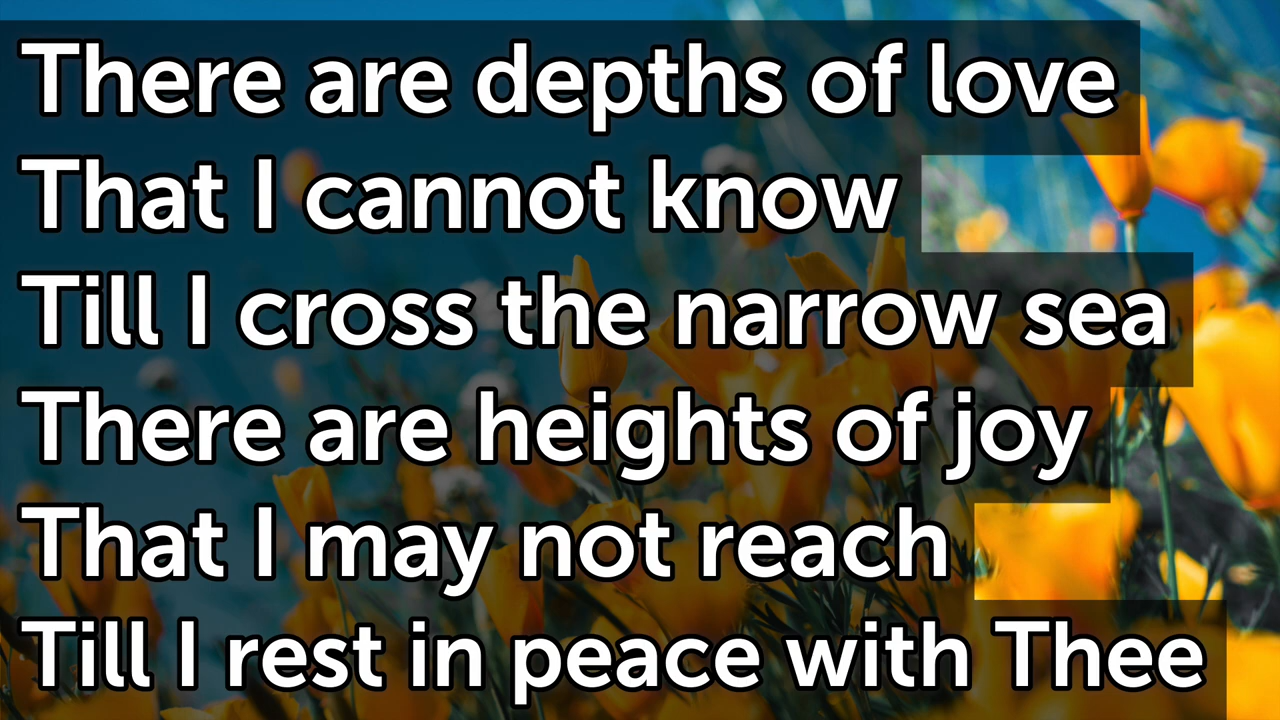 There are depths of love
That I cannot know
Till I cross the narrow sea
There are heights of joy
That I may not reach
Till I rest in peace with Thee